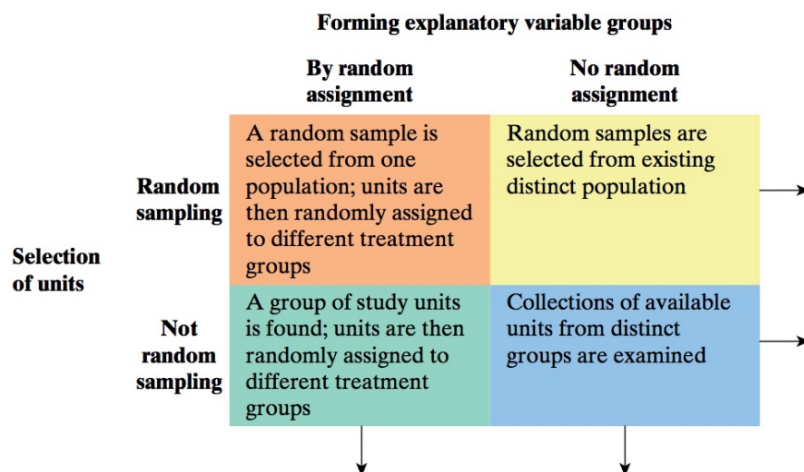 Forming explanatory variable groups
By random
assignment
No random
assignment
Random
sampling
A random sample is
selected from one
population; units are
then randomly assigned
to different treatment
groups
Random samples are
selected from existing
distinct population
Selection
of units
Not
random
sampling
A group of study units
is found; units are then
randomly assigned to
different treatment
groups
Collections of available
units from distinct
groups are examined